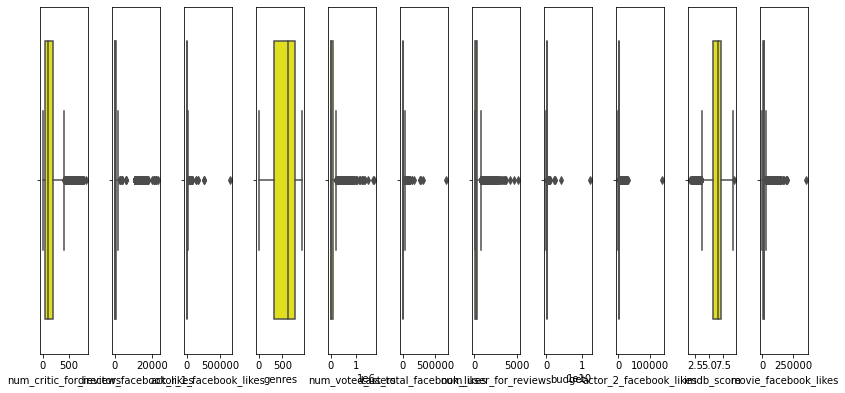 0 500 0 20000 0 500000 0 500 0 1 0 500000 0 5000 0 1 0 100000 2.5 5.0 7.5 0 250000
1e6 1e10
num_critic_for_reviews director_facebook_likes actor_1_facebook_likes genres num_voted_users cast_total_facebook_likes num_user_for_reviews budget actor_2_facebook_likes imdb_score movie_facebook_likes